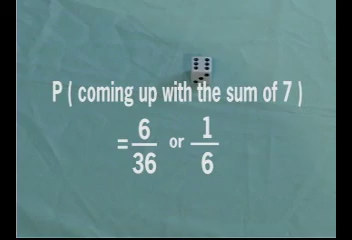 P ( coming up with the sum of 7 )
= 6/36 or 1/6